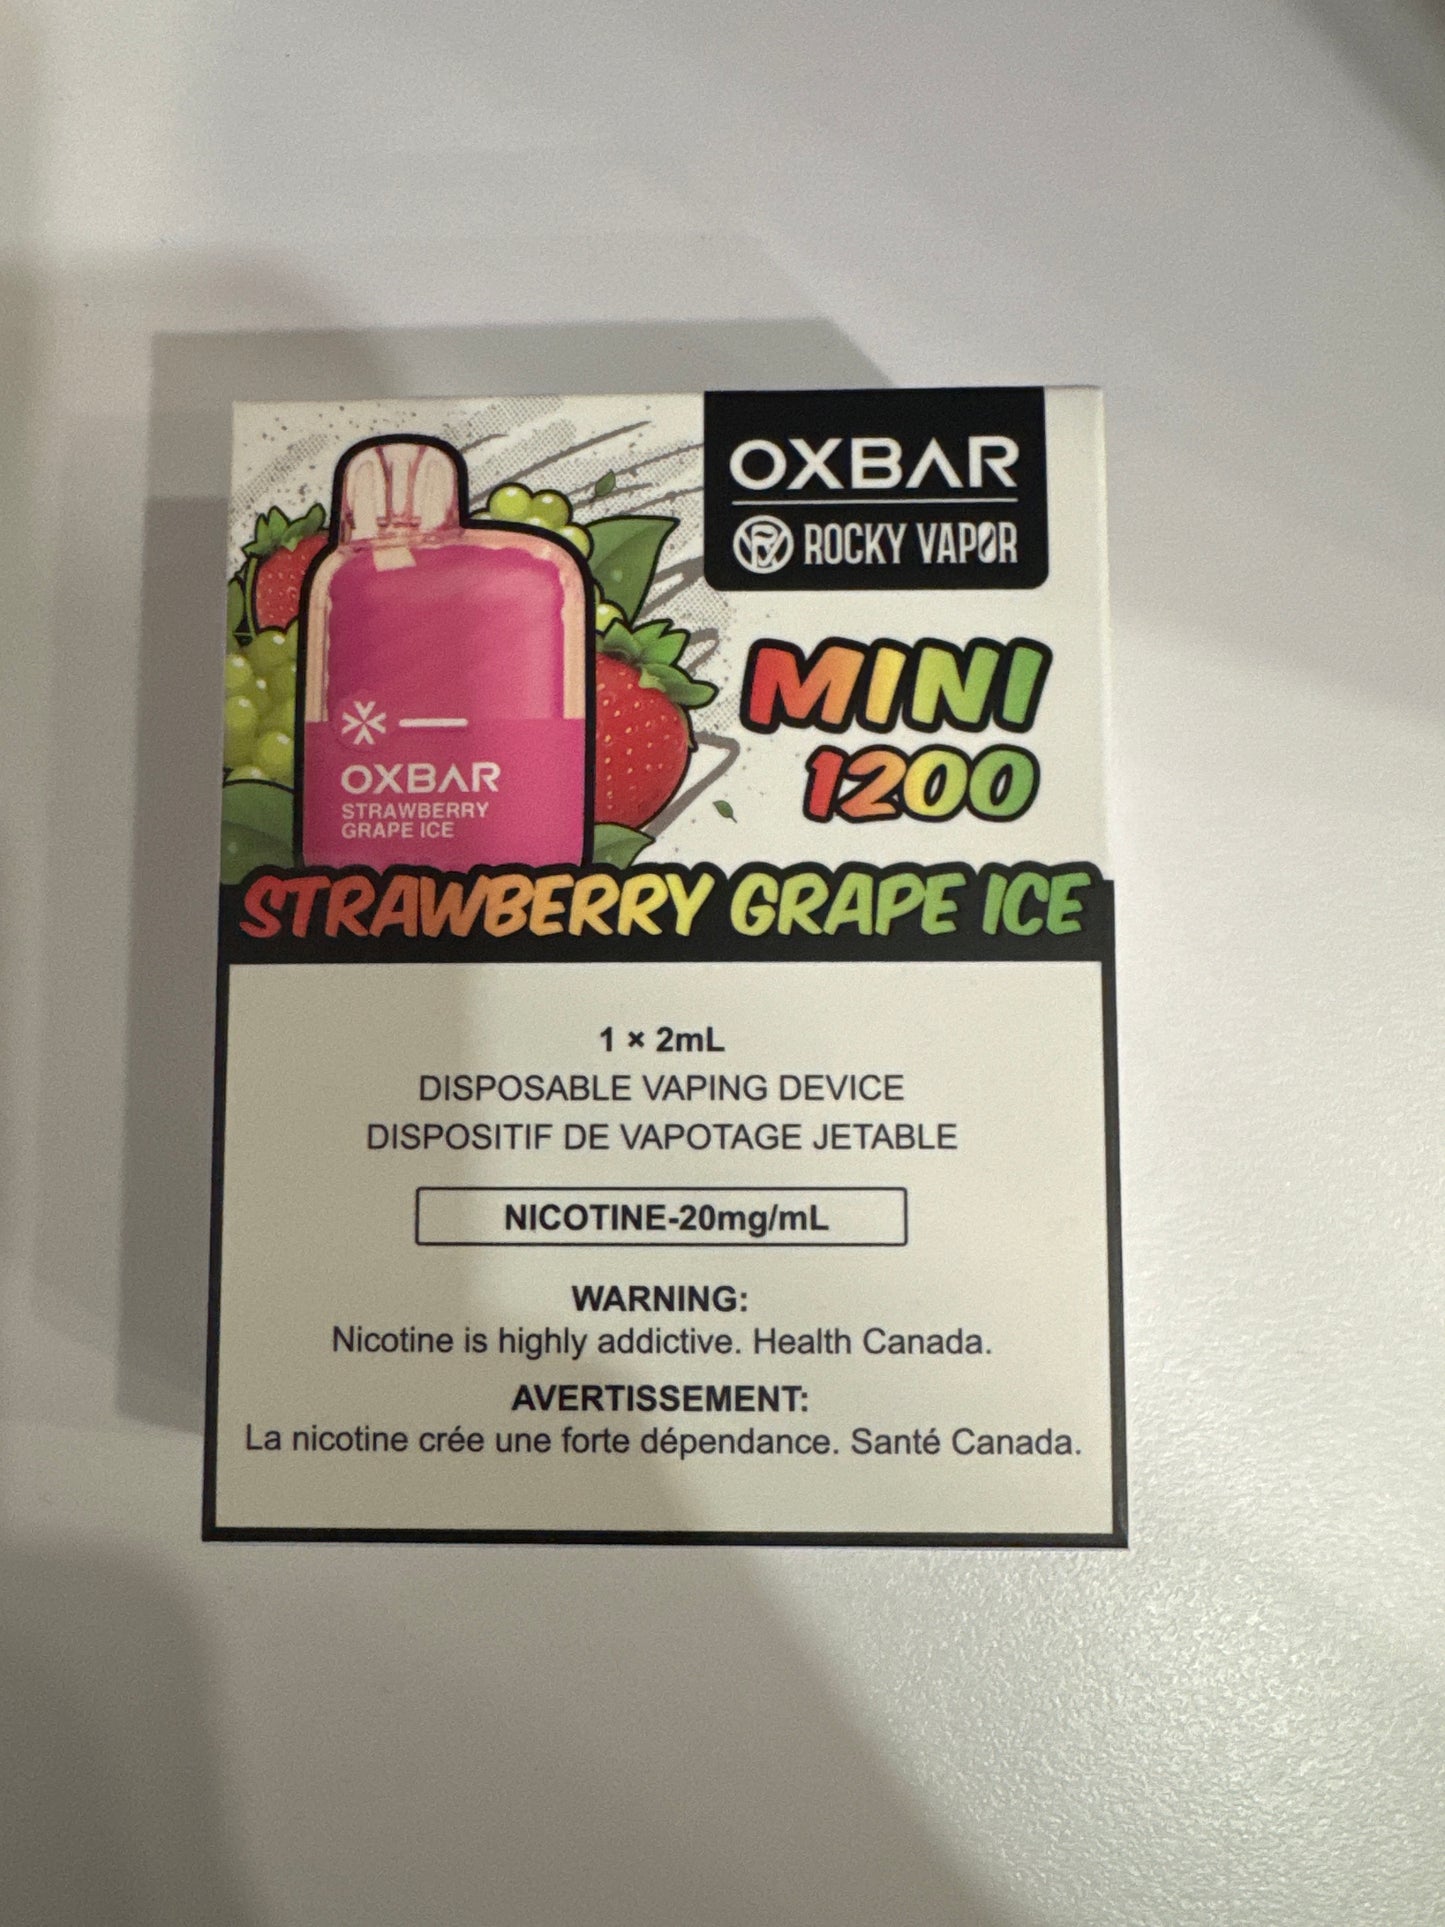 OXBAR
ROCKY VAPOR
MINI
1200
OXBAR
STRAWBERRY
GRAPE ICE
STRAWBERRY GRAPE ICE
1 × 2mL
DISPOSABLE VAPING DEVICE
DISPOSITIF DE VAPOTAGE JETABLE
NICOTINE-20mg/mL
WARNING:
Nicotine is highly addictive. Health Canada.
AVERTISSEMENT:
La nicotine crée une forte dépendance. Santé Canada.